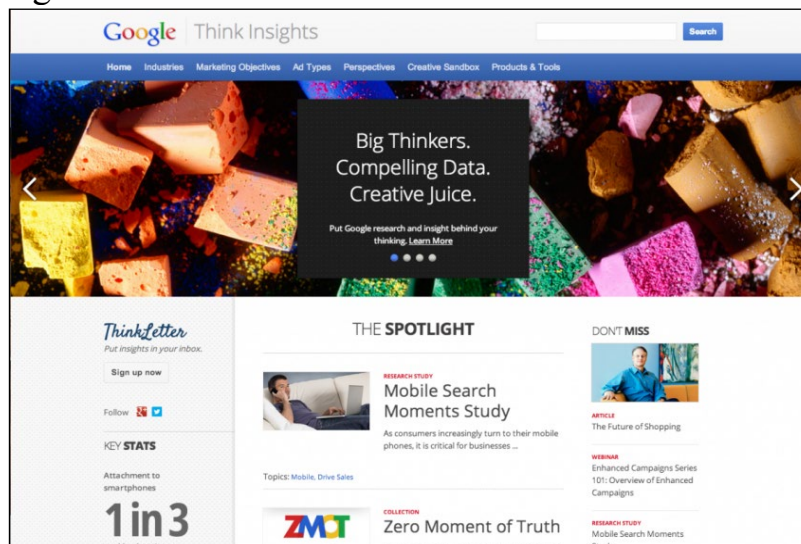 Google Think Insights
Search
Home Industries Marketing Objectives Ad Types Perspectives Creative Sandbox Products & Tools
Big Thinkers.
Compelling Data.
Creative Juice.
Put Google research and insight behind your
thinking. Learn More
ThinkLetter
Put insights in your inbox.
Sign up now
Follow
KEY STATS
Attachment to
smartphones
1 in 3
THE SPOTLIGHT
RESEARCH STUDY
Mobile Search
Moments Study
As consumers increasingly turn to their mobile
phones, it is critical for businesses ...
Topics: Mobile, Drive Sales
COLLECTION
ZMOT
Zero Moment of Truth
DON'T MISS
ARTICLE
The Future of Shopping
WEBINAR
Enhanced Campaigns Series
101: Overview of Enhanced
Campaigns
RESEARCH STUDY
Mobile Search Moments